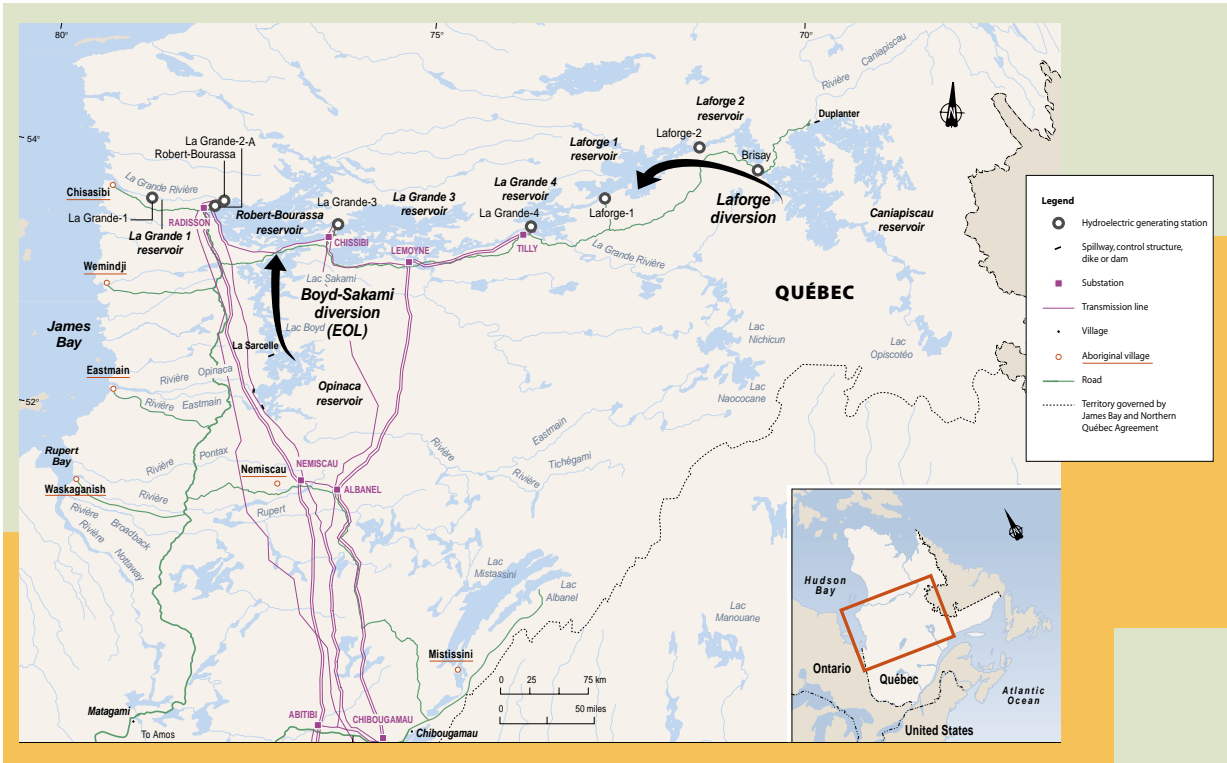 80°
75°
70°
54°
52°
Rivière Caniapiscau
Duplanter
Laforge 2
reservoir
Laforge-2
Brisay
Laforge 1
reservoir
Laforge-1
Laforge
diversion
Caniapiscau
reservoir
La Grande-2-A
Robert-Bourassa
Chisasibi
La Grande Rivière
La Grande-1
La Grande 1
reservoir
RADISSON
Robert-Bourassa
reservoir
La Grande-3
CHISSIBI
La Grande 3
reservoir
LEMOYNE
La Grande 4
reservoir
La Grande-4
TILLY
La Grande Rivière
Wemindji
Lac Sakami
Boyd-Sakami
diversion
(EOL)
Lac Boyd
La Sarcelle
QUÉBEC
James
Bay
Lac
Nichicun
Lac
Opiscotéo
Lac
Naococane
Eastmain
Rivière Opinaca
Rivière Eastmain
Opinaca
reservoir
Rivière Eastmain
Rivière Tichégami
Rupert
Bay
Waskaganish
Rivière Pontax
Nemiscau
NEMISCAU
ALBANEL
Rivière Rupert
Rivière Broadback
Rivière Nottaway
Lac
Mistassini
Lac
Albanel
Lac
Manouane
Mistissini
Matagami
To Amos
ABITIBI
CHIBOUGAMAU
Chibougamau
0 25 75 km
0 50 miles
Legend
Hydroelectric generating station
Spillway, control structure,
dike or dam
Substation
Transmission line
Village
Aboriginal village
Road
Territory governed by
James Bay and Northern
Québec Agreement
Hudson
Bay
Ontario
Québec
Atlantic
Ocean
United States